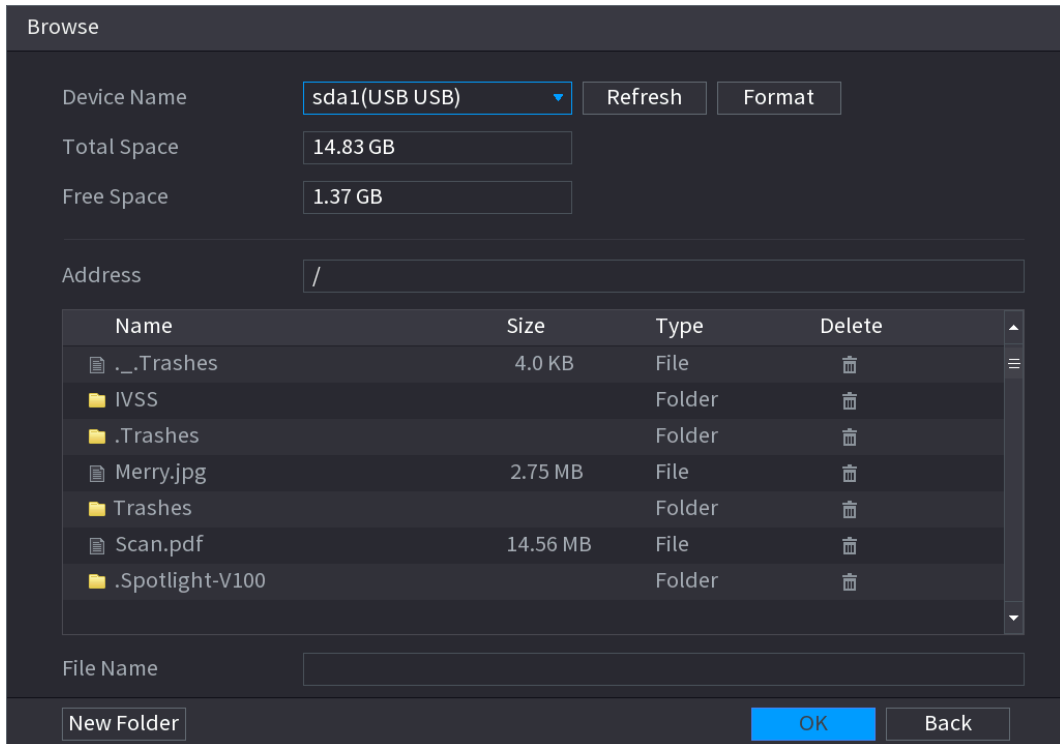 Browse
Device Name sda1(USB USB) Refresh Format
Total Space 14.83 GB
Free Space 1.37 GB
Address /
Name Size Type Delete
._.Trashes 4.0 KB File
IVSS Folder
.Trashes Folder
Merry.jpg 2.75 MB File
Trashes Folder
Scan.pdf 14.56 MB File
.Spotlight-V100 Folder
File Name
New Folder OK Back